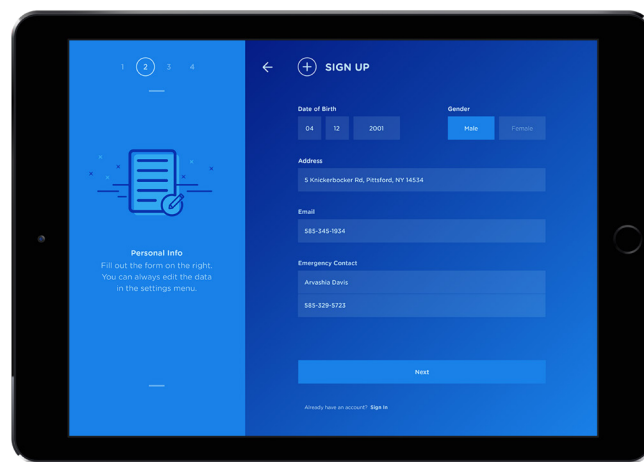 1 2 3 4
SIGN UP
Personal Info
Fill out the form on the right.
You can always edit the data
in the settings menu.
Date of Birth
04 12 2001
Gender
Male Female
Address
5 Knickerbocker Rd, Pittsford, NY 14534
Email
585-345-1934
Emergency Contact
Arvashia Davis
585-329-5723
Next
Already have an account? Sign In